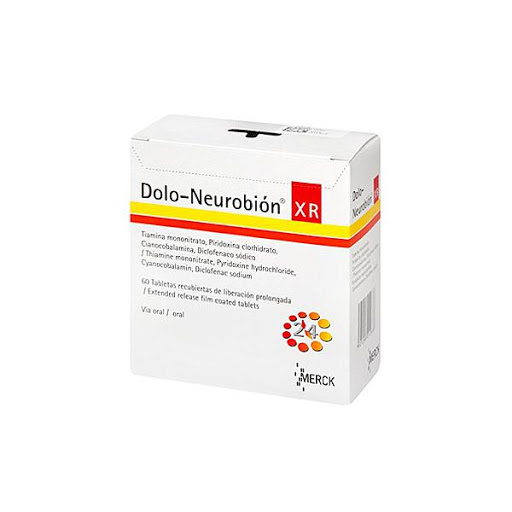 Dolo-Neurobión® XR
Tiamina mononitrato, Piridoxina clorhidrato,
Cianocobalamina, Diclofenaco sódico
/ Thiamine mononitrate, Pyridoxine hydrochloride,
Cyanocobalamin, Diclofenac sodium
60 Tabletas recubiertas de liberación prolongada
/ Extended release film coated tablets
Via oral / oral
24
MERCK